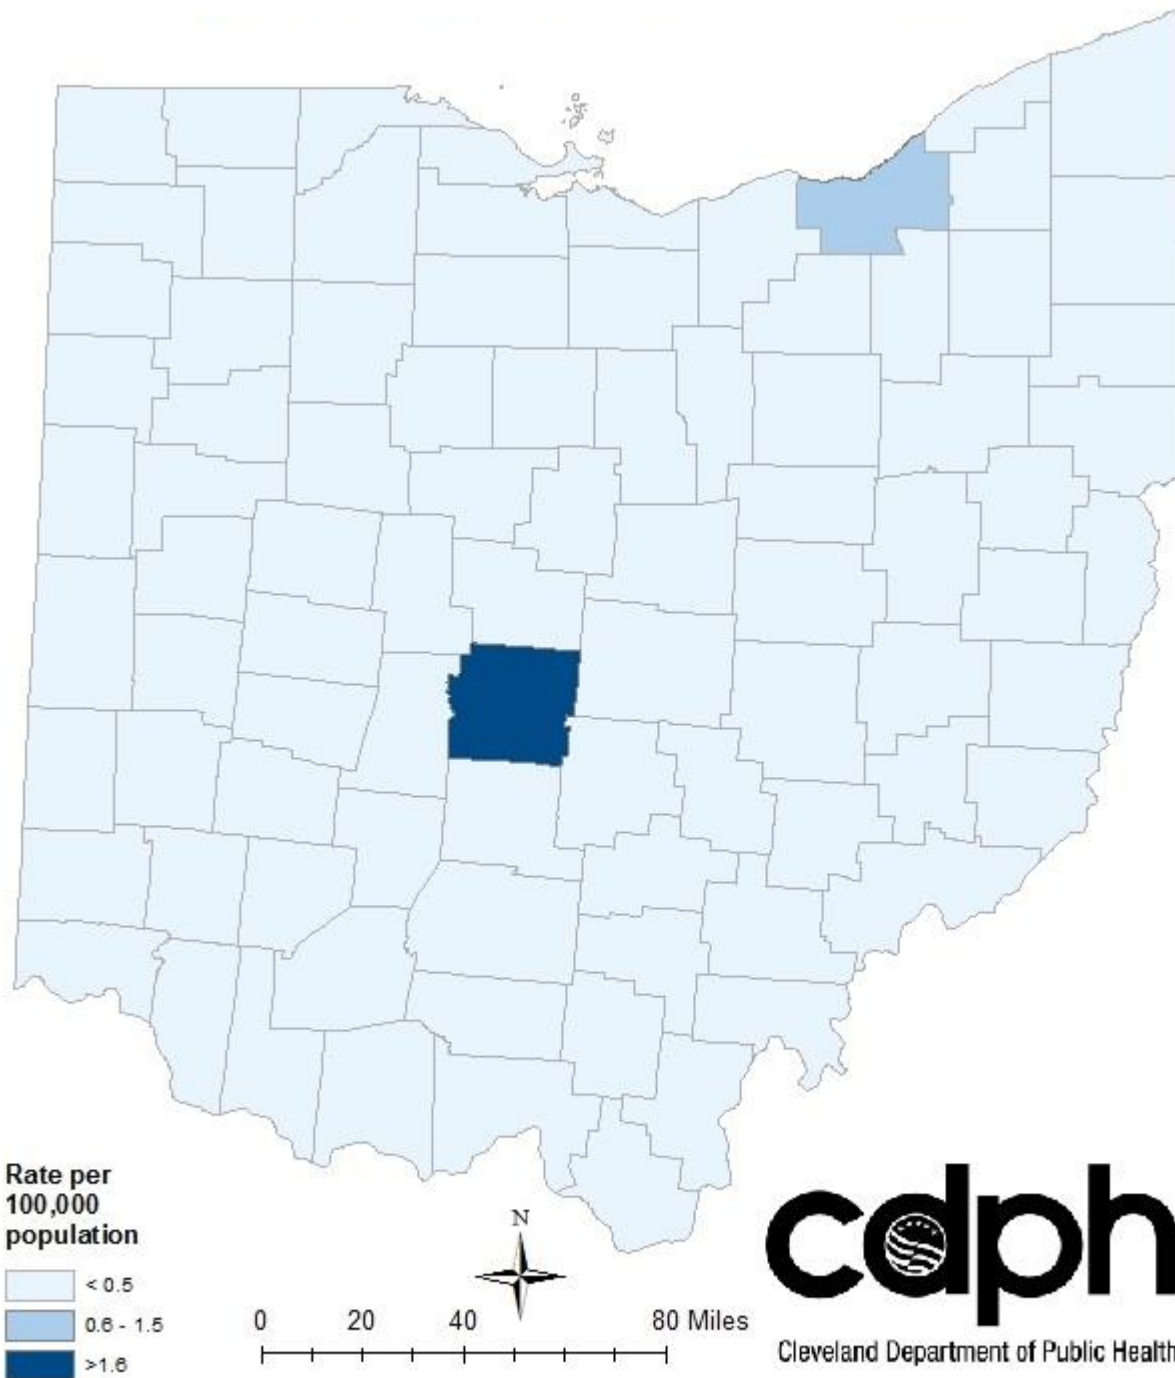 Rate per
100,000
population
< 0.5
0.6 - 1.5
>1.6
N
0 20 40 80 Miles
cdph
Cleveland Department of Public Health